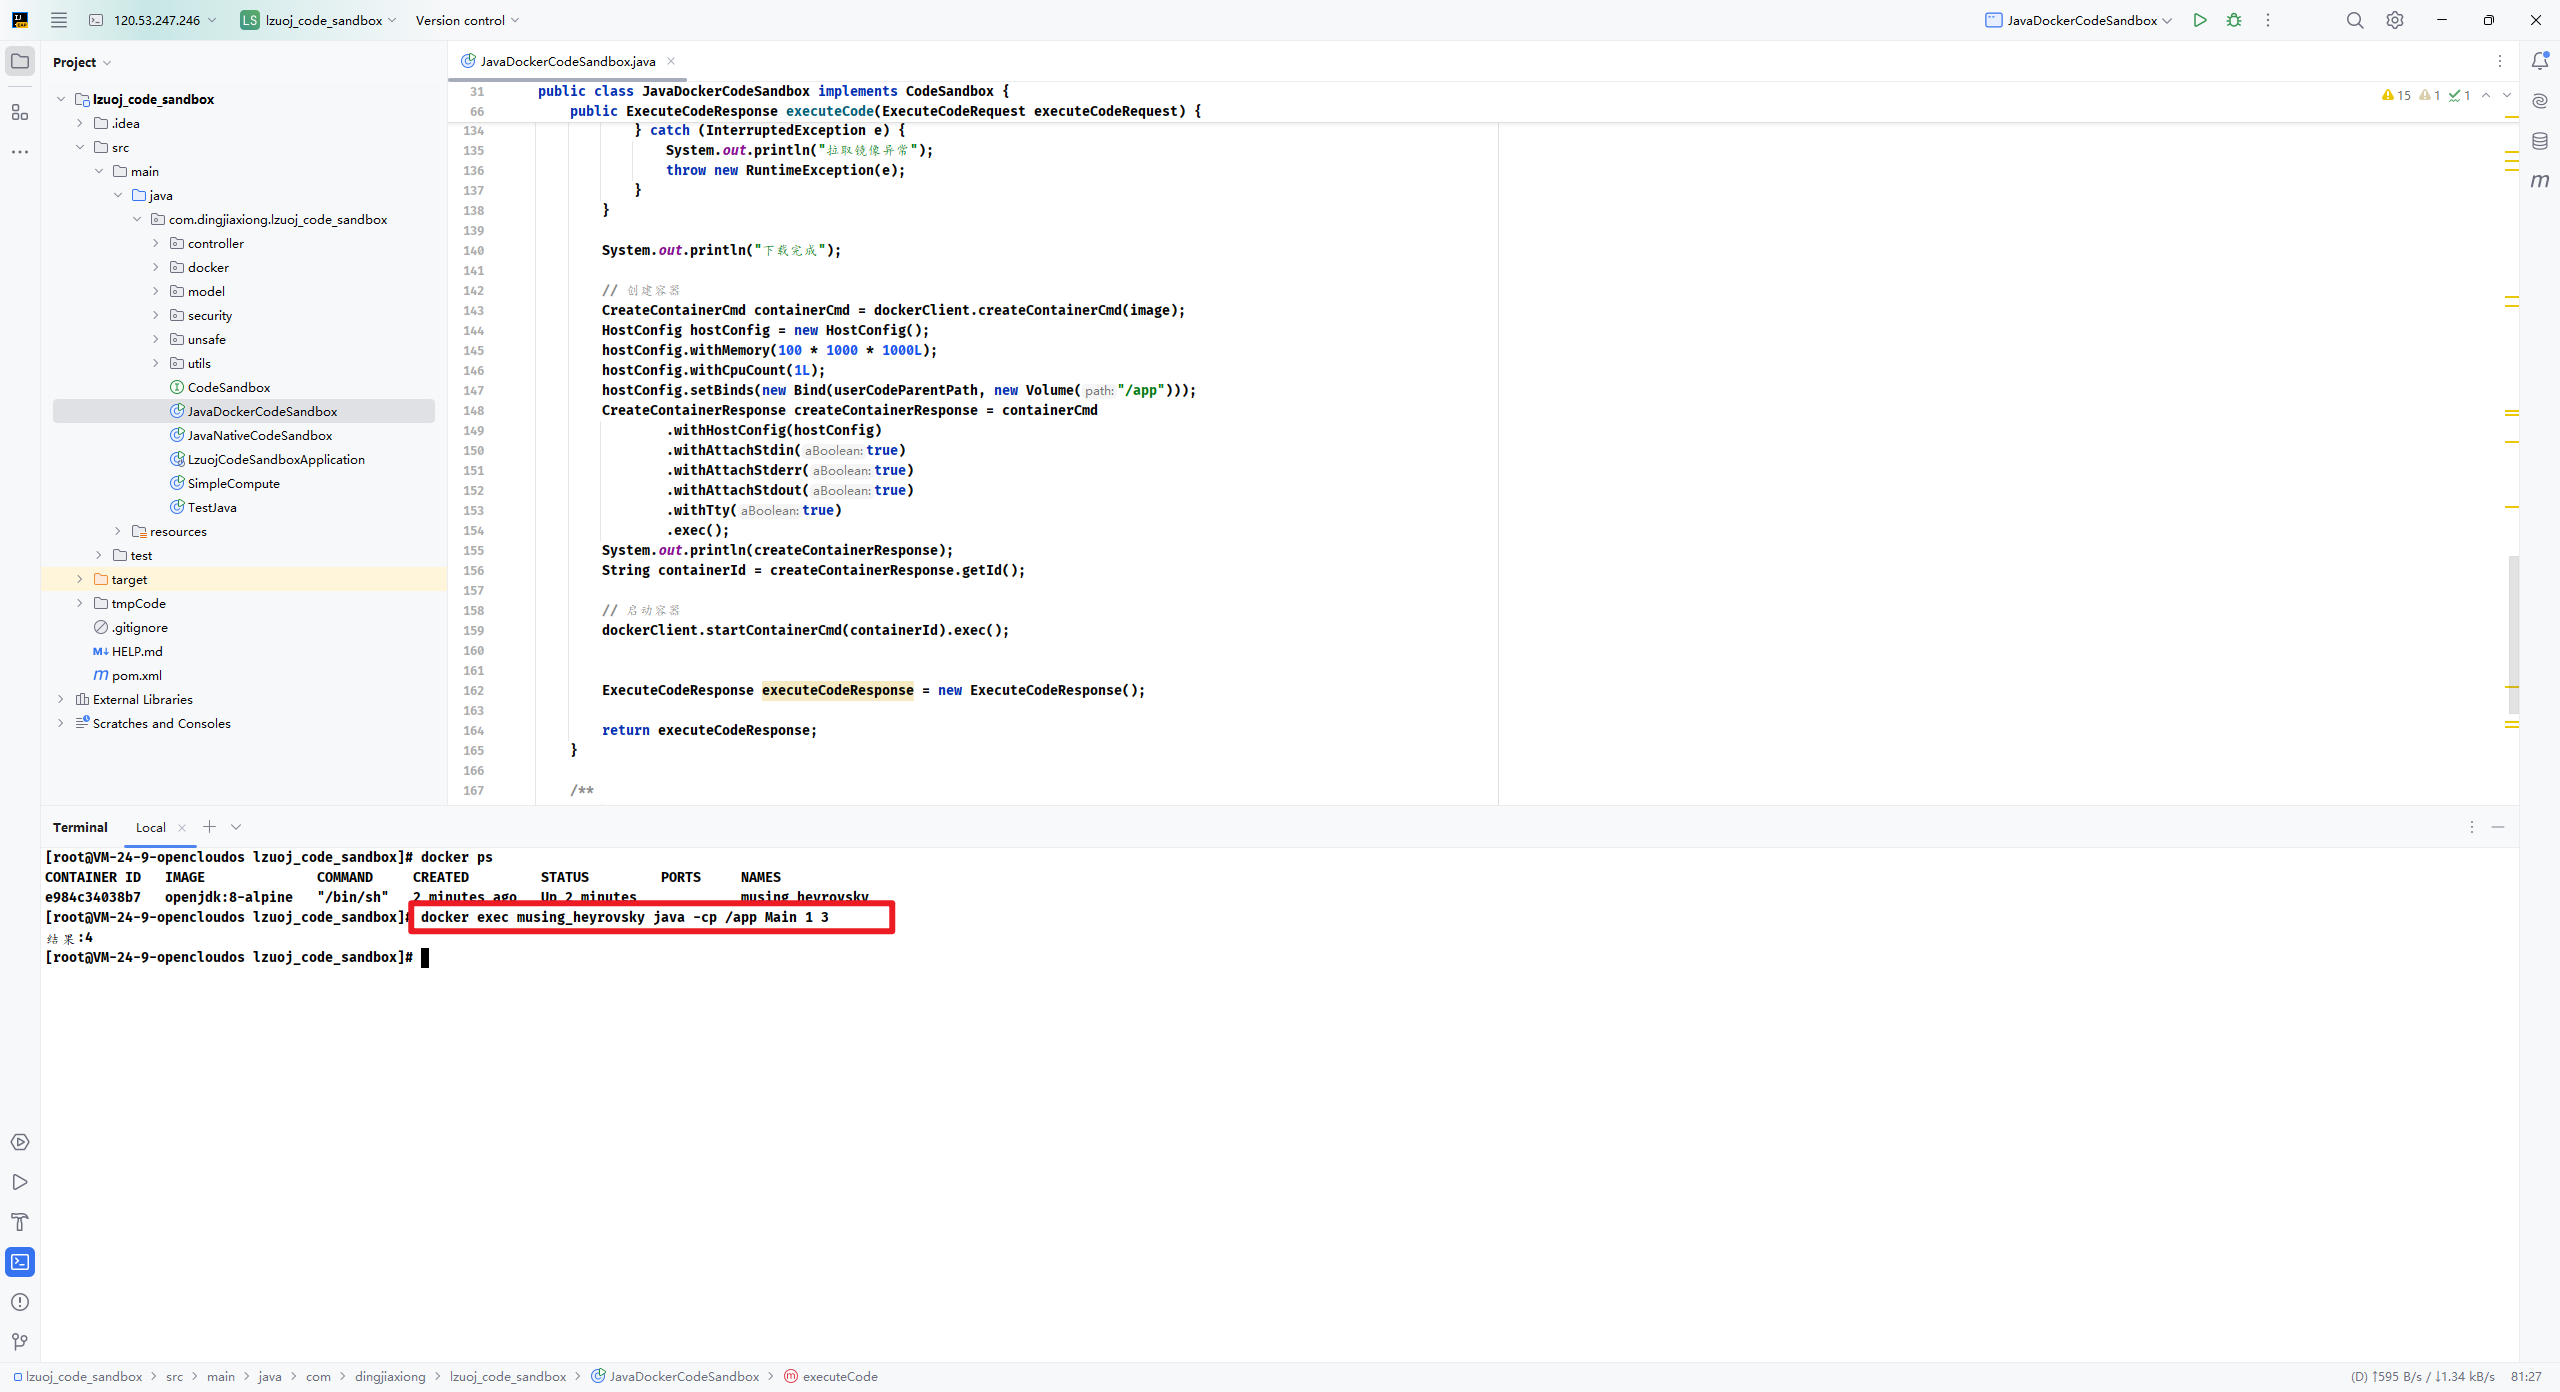 120.53.247.246
LS lzuoj_code_sandbox
Version control
JavaDockerCodeSandbox
Project
lzuoj_code_sandbox
.idea
src
main
java
com.dingjiaxiong.lzuoj_code_sandbox
controller
docker
model
security
unsafe
utils
CodeSandbox
JavaDockerCodeSandbox
JavaNativeCodeSandbox
LzuojCodeSandboxApplication
SimpleCompute
TestJava
resources
test
target
tmpCode
.gitignore
M↓ HELP.md
m pom.xml
External Libraries
Scratches and Consoles
JavaDockerCodeSandbox.java
15 1 1
31 public class JavaDockerCodeSandbox implements CodeSandbox {
66 public ExecuteCodeResponse executeCode(ExecuteCodeRequest executeCodeRequest) {
134 } catch (InterruptedException e) {
135 System.out.println("拉取镜像异常");
136 throw new RuntimeException(e);
137 }
138 }
139
140 System.out.println("下载完成");
141
142 // 创建容器
143 CreateContainerCmd containerCmd = dockerClient.createContainerCmd(image);
144 HostConfig hostConfig = new HostConfig();
145 hostConfig.withMemory(100 * 1000 * 1000L);
146 hostConfig.withCpuCount(1L);
147 hostConfig.setBinds(new Bind(userCodeParentPath, new Volume( path: "/app")));
148 CreateContainerResponse createContainerResponse = containerCmd
149 .withHostConfig(hostConfig)
150 .withAttachStdin( aBoolean: true)
151 .withAttachStderr( aBoolean: true)
152 .withAttachStdout( aBoolean: true)
153 .withTty( aBoolean: true)
154 .exec();
155 System.out.println(createContainerResponse);
156 String containerId = createContainerResponse.getId();
157
158 // 启动容器
159 dockerClient.startContainerCmd(containerId).exec();
160
161
162 ExecuteCodeResponse executeCodeResponse = new ExecuteCodeResponse();
163
164 return executeCodeResponse;
165 }
166
167 /**
m
Terminal Local
[root@VM-24-9-opencloudos lzuoj_code_sandbox]# docker ps
CONTAINER ID IMAGE COMMAND CREATED STATUS PORTS NAMES
e984c34038b7 openjdk:8-alpine "/bin/sh" 2 minutes ago Up 2 minutes musing_heyrovsky
[root@VM-24-9-opencloudos lzuoj_code_sandbox]# docker exec musing_heyrovsky java -cp /app Main 1 3
结果:4
[root@VM-24-9-opencloudos lzuoj_code_sandbox]#
lzuoj_code_sandbox > src > main > java > com > dingjiaxiong > lzuoj_code_sandbox > JavaDockerCodeSandbox > m executeCode
(D) ↑595 B/s / ↓1.34 kB/s 81:27